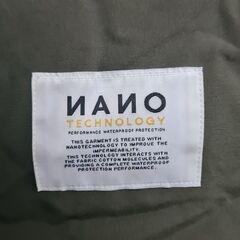 NANO
TECHNOLOGY
PERFORMANCE WATERPROOF PROTECTION
THIS GARMENT IS TREATED WITH
NANOTECHNOLOGY TO IMPROVE THE
IMPERMEABILITY.
THIS TECHNOLOGY INTERACTS WITH
THE FABRIC COTTON MOLECULES AND
PROVIDING A COMPLETE WATERPROOF
PROTECTION PERFORMANCE.